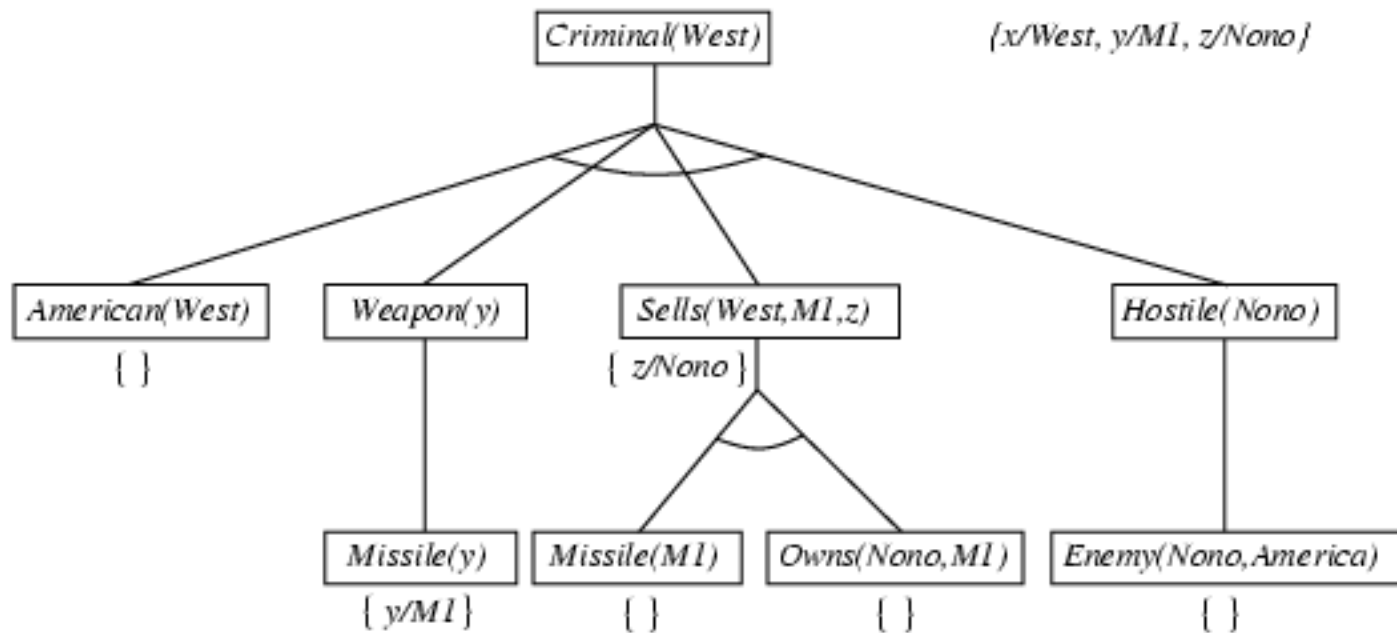 Criminal(West)
{x/West, y/M1, z/Nono}
American(West)
Weapon(y)
Sells(West,M1,z)
Hostile(Nono)
{ }
{ z/Nono }
Missile(y)
Missile(M1)
Owns(Nono,M1)
Enemy(Nono,America)
{ y/M1 }
{ }
{ }
{ }